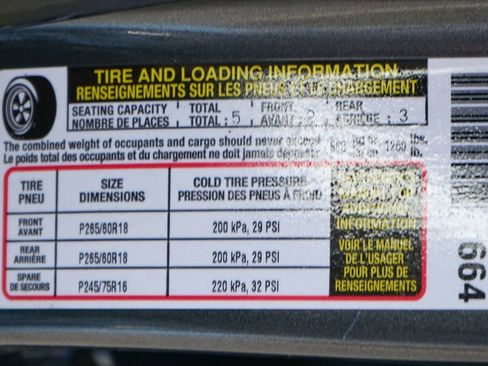 TIRE AND LOADING INFORMATION
RENSEIGNEMENTS SUR LES PNEUS ET LE CHARGEMENT
SEATING CAPACITY TOTAL FRONT REAR
NOMBRE DE PLACES TOTAL : 5 AVANT : 2 ARRIÈRE : 3
The combined weight of occupants and cargo should never exceed kg or 1260 lbs.
Le poids total des occupants et du chargement ne doit jamais dépasser
TIRE SIZE COLD TIRE PRESSURE
PNEU DIMENSIONS PRESSION DES PNEUS À FROID
FRONT
AVANT P265/60R18 200 kPa, 29 PSI
REAR
ARRIÈRE P265/60R18 200 kPa, 29 PSI
SPARE
DE SECOURS P245/75R16 220 kPa, 32 PSI
INFORMATION
VOIR LE MANUEL
DE L'USAGER
POUR PLUS DE
RENSEIGNEMENTS
664